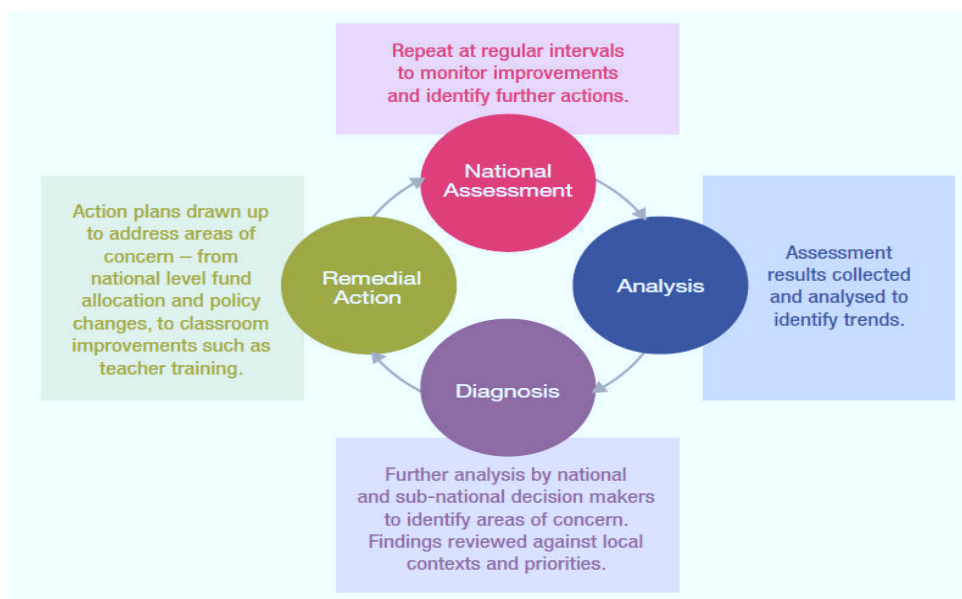 Repeat at regular intervals
to monitor improvements
and identify further actions.
National
Assessment
Action plans drawn up
to address areas of
concern – from
national level fund
allocation and policy
changes, to classroom
improvements such as
teacher training.
Remedial
Action
Analysis
Assessment
results collected
and analysed to
identify trends.
Diagnosis
Further analysis by national
and sub-national decision makers
to identify areas of concern.
Findings reviewed against local
contexts and priorities.